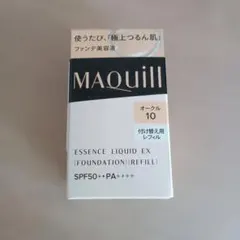 使うたび、「極上つるん肌」
ファンデ美容液
MAQuill
オークル
10
付け替え用
レフィル
ESSENCE LIQUID EX
(FOUNDATION)(REFILL)
SPF50+・PA++++